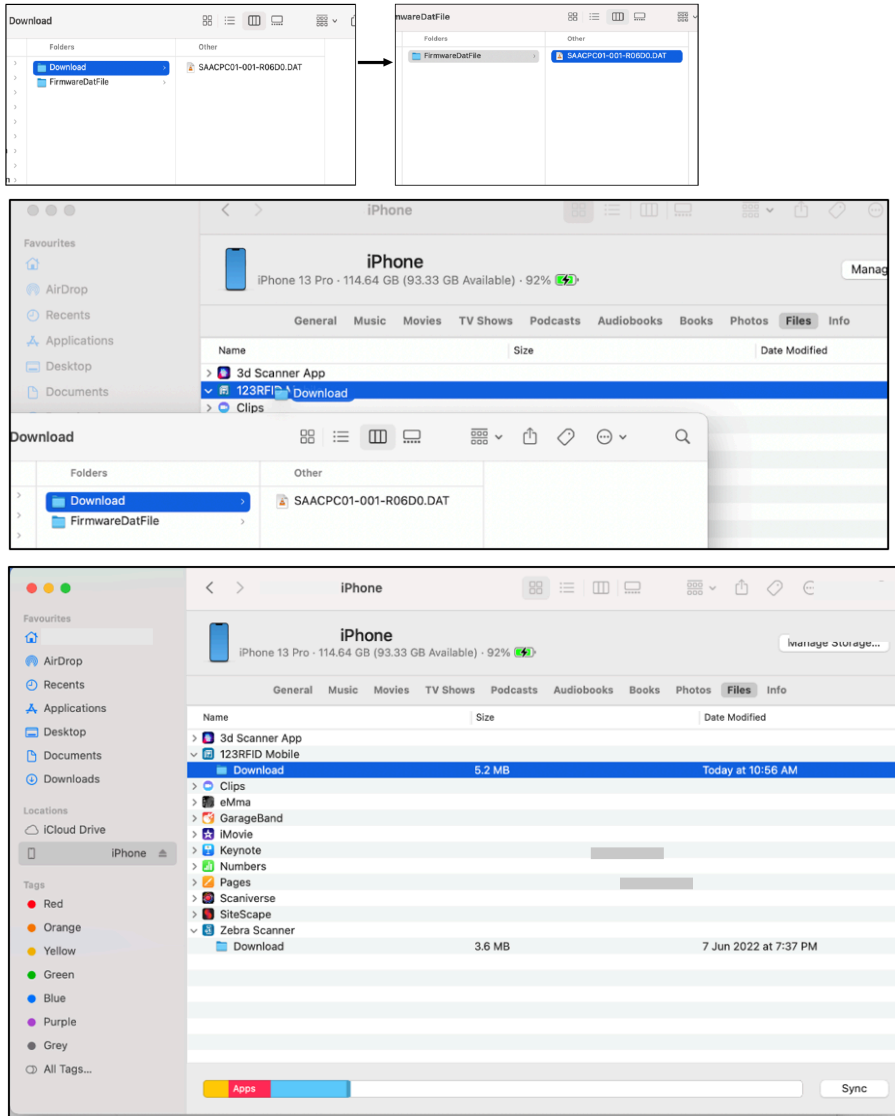 Download
Folders
Other
Download
SAACPC01-001-R06D0.DAT
FirmwareDatFile
nwareDatFile
Folders
Other
FirmwareDatFile
SAACPC01-001-R06D0.DAT
iPhone
Favourites
iPhone
iPhone 13 Pro · 114.64 GB (93.33 GB Available) · 92%
Manag
AirDrop
Recents
Applications
Desktop
Documents
General Music Movies TV Shows Podcasts Audiobooks Books Photos Files Info
Name Size Date Modified
3d Scanner App
123RFID M
Download
Clips
Download
Folders
Other
Download
SAACPC01-001-R06D0.DAT
FirmwareDatFile
iPhone
Favourites
AirDrop
Recents
Applications
Desktop
Documents
Downloads
Locations
iCloud Drive
iPhone
Tags
Red
Orange
Yellow
Green
Blue
Purple
Grey
All Tags...
iPhone
iPhone 13 Pro · 114.64 GB (93.33 GB Available) · 92%
Manage Storage...
General Music Movies TV Shows Podcasts Audiobooks Books Photos Files Info
Name Size Date Modified
3d Scanner App
123RFID Mobile
Download 5.2 MB Today at 10:56 AM
Clips
eMma
GarageBand
iMovie
Keynote
Numbers
Pages
Scaniverse
SiteScape
Zebra Scanner
Download 3.6 MB 7 Jun 2022 at 7:37 PM
Apps
Sync